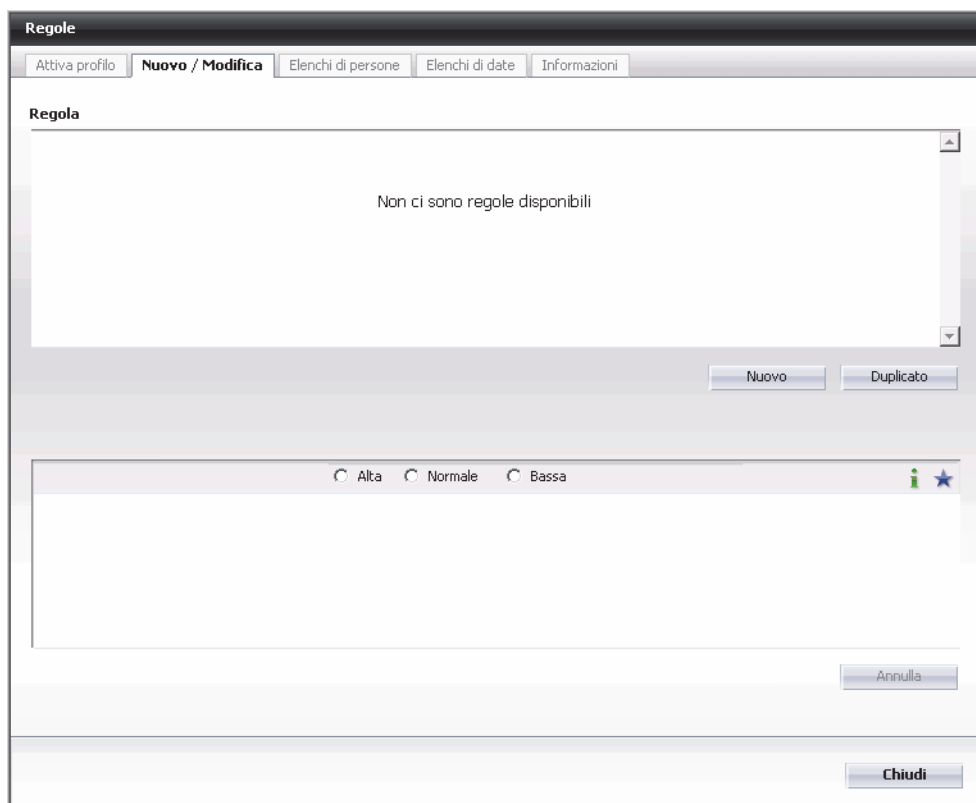 Regole
Attiva profilo Nuovo / Modifica Elenchi di persone Elenchi di date Informazioni
Regola
Non ci sono regole disponibili
Nuovo Duplicato
Alta Normale Bassa
Annulla
Chiudi